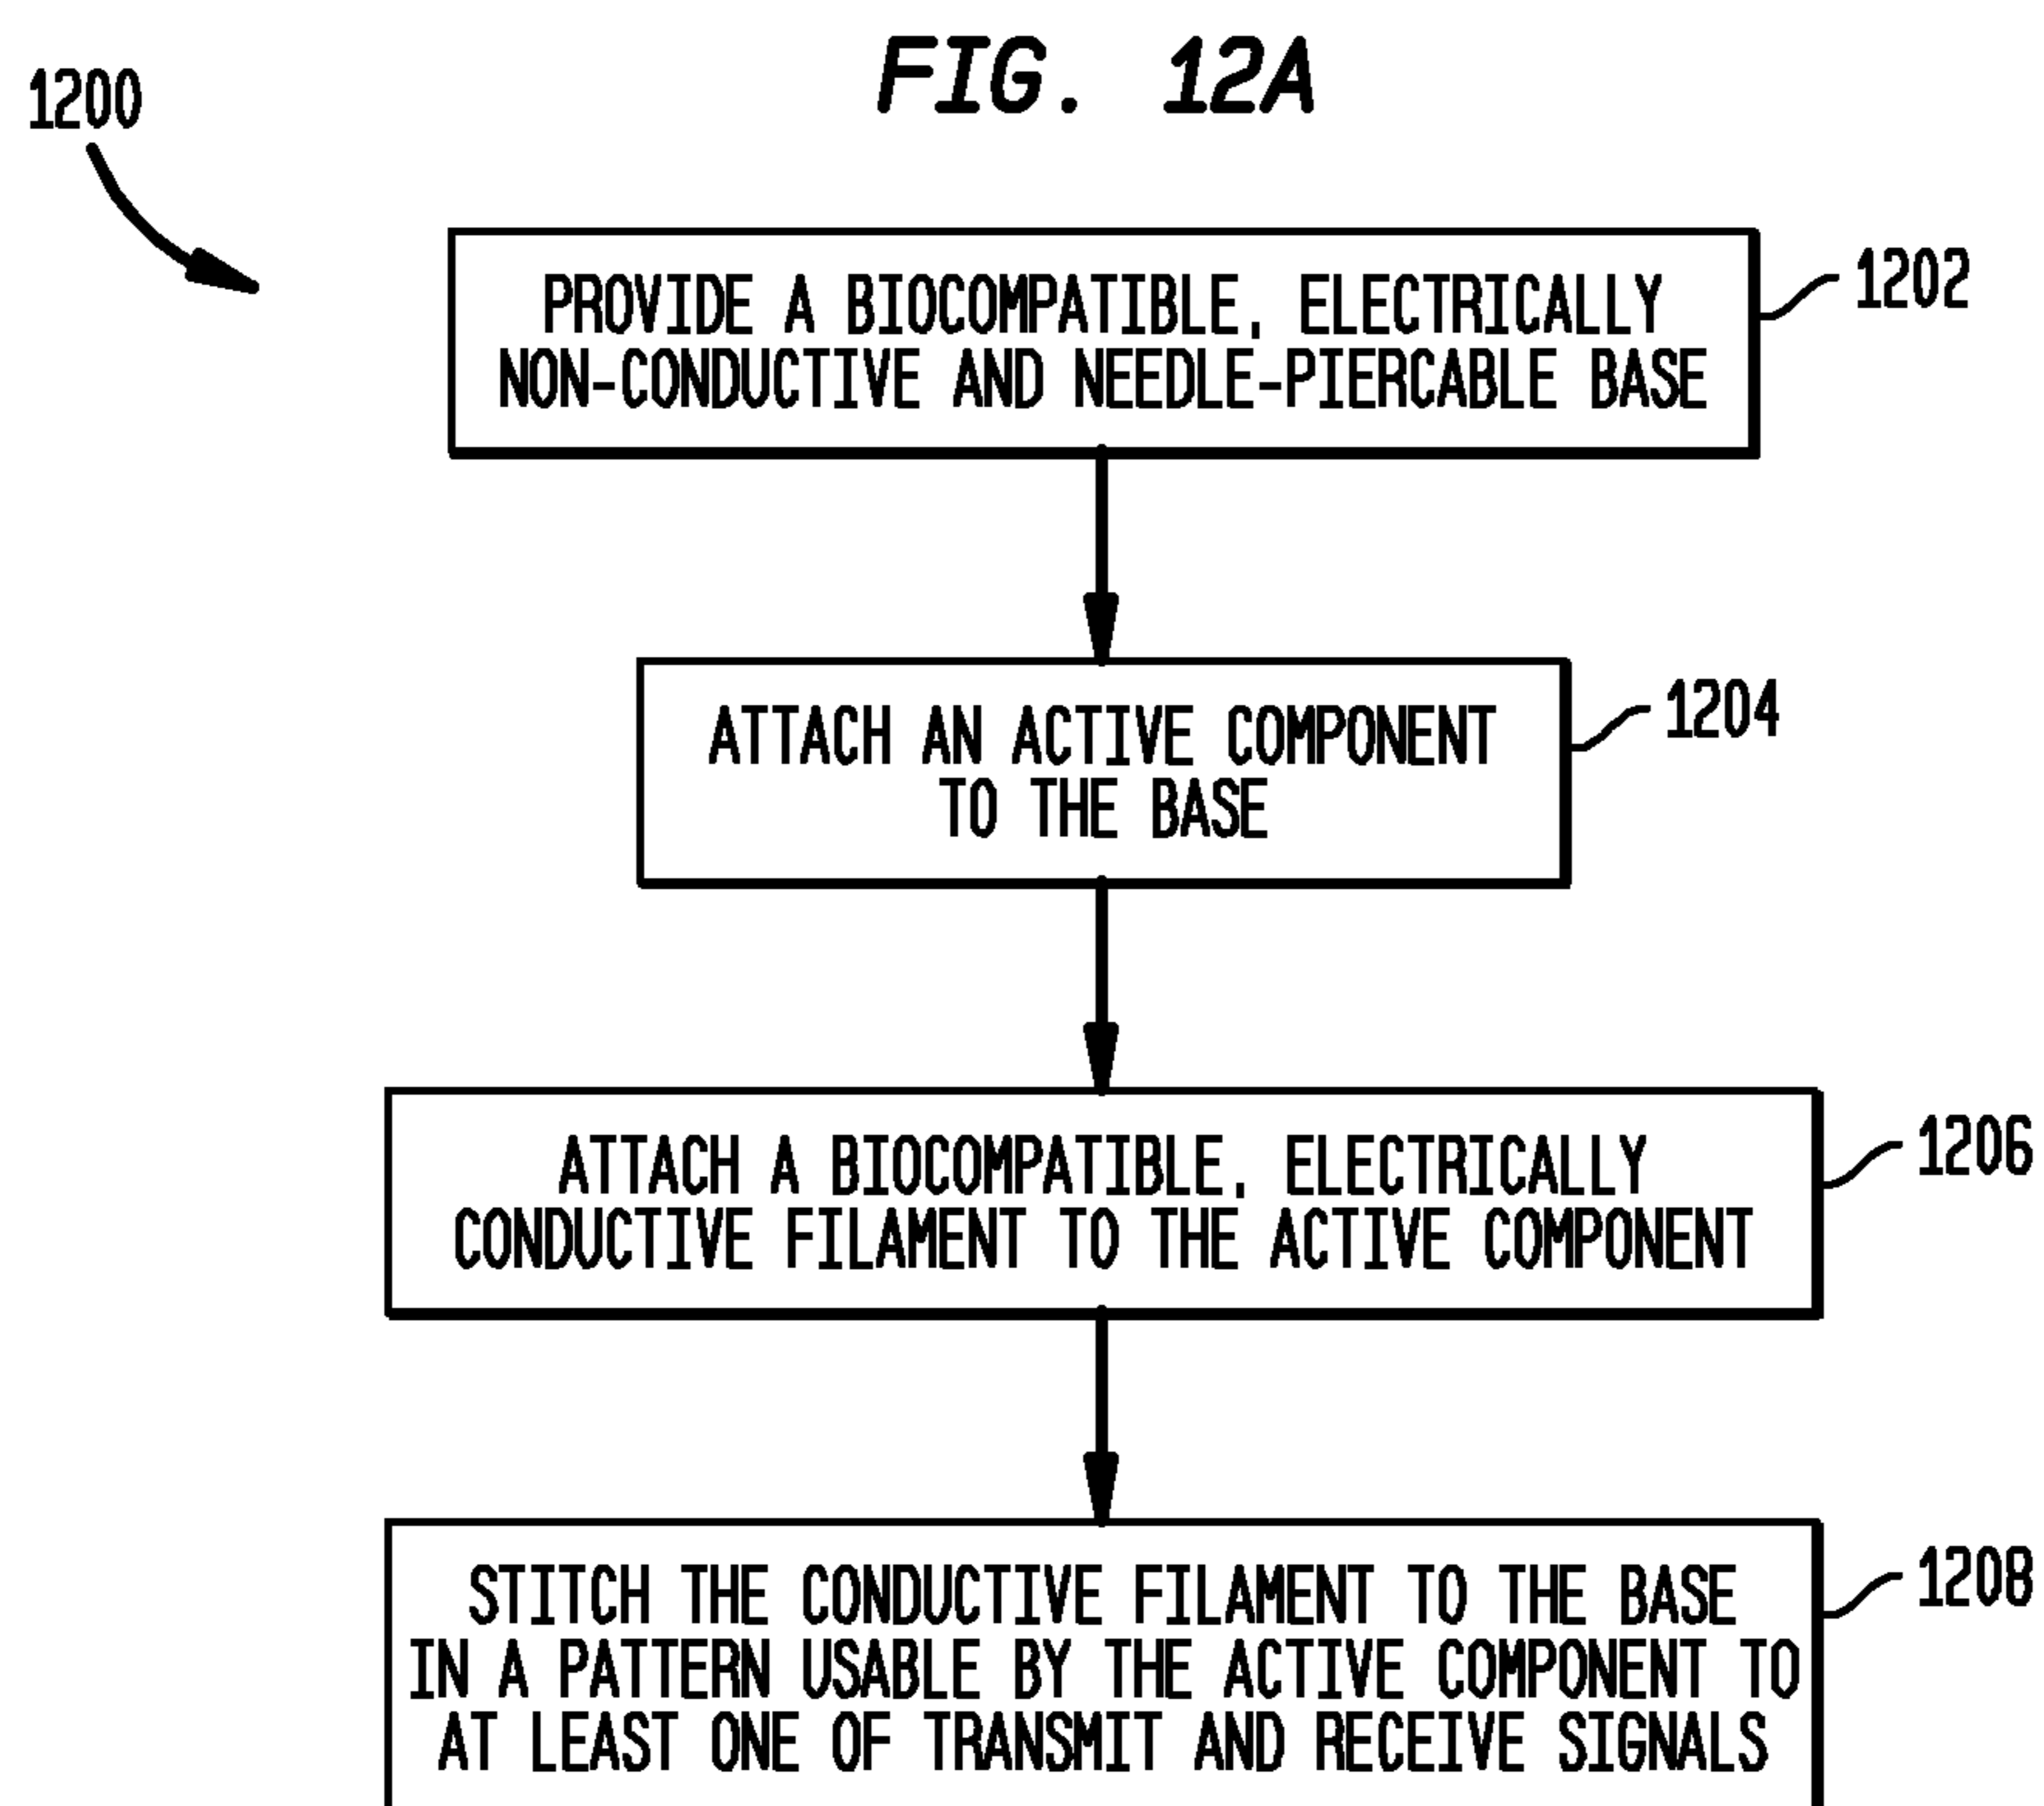 FIG. 12A
1200
PROVIDE A BIOCOMPATIBLE, ELECTRICALLY
NON-CONDUCTIVE AND NEEDLE-PIERCABLE BASE
1202
ATTACH AN ACTIVE COMPONENT
TO THE BASE
1204
ATTACH A BIOCOMPATIBLE, ELECTRICALLY
CONDUCTIVE FILAMENT TO THE ACTIVE COMPONENT
1206
STITCH THE CONDUCTIVE FILAMENT TO THE BASE
IN A PATTERN USABLE BY THE ACTIVE COMPONENT TO
AT LEAST ONE OF TRANSMIT AND RECEIVE SIGNALS
1208